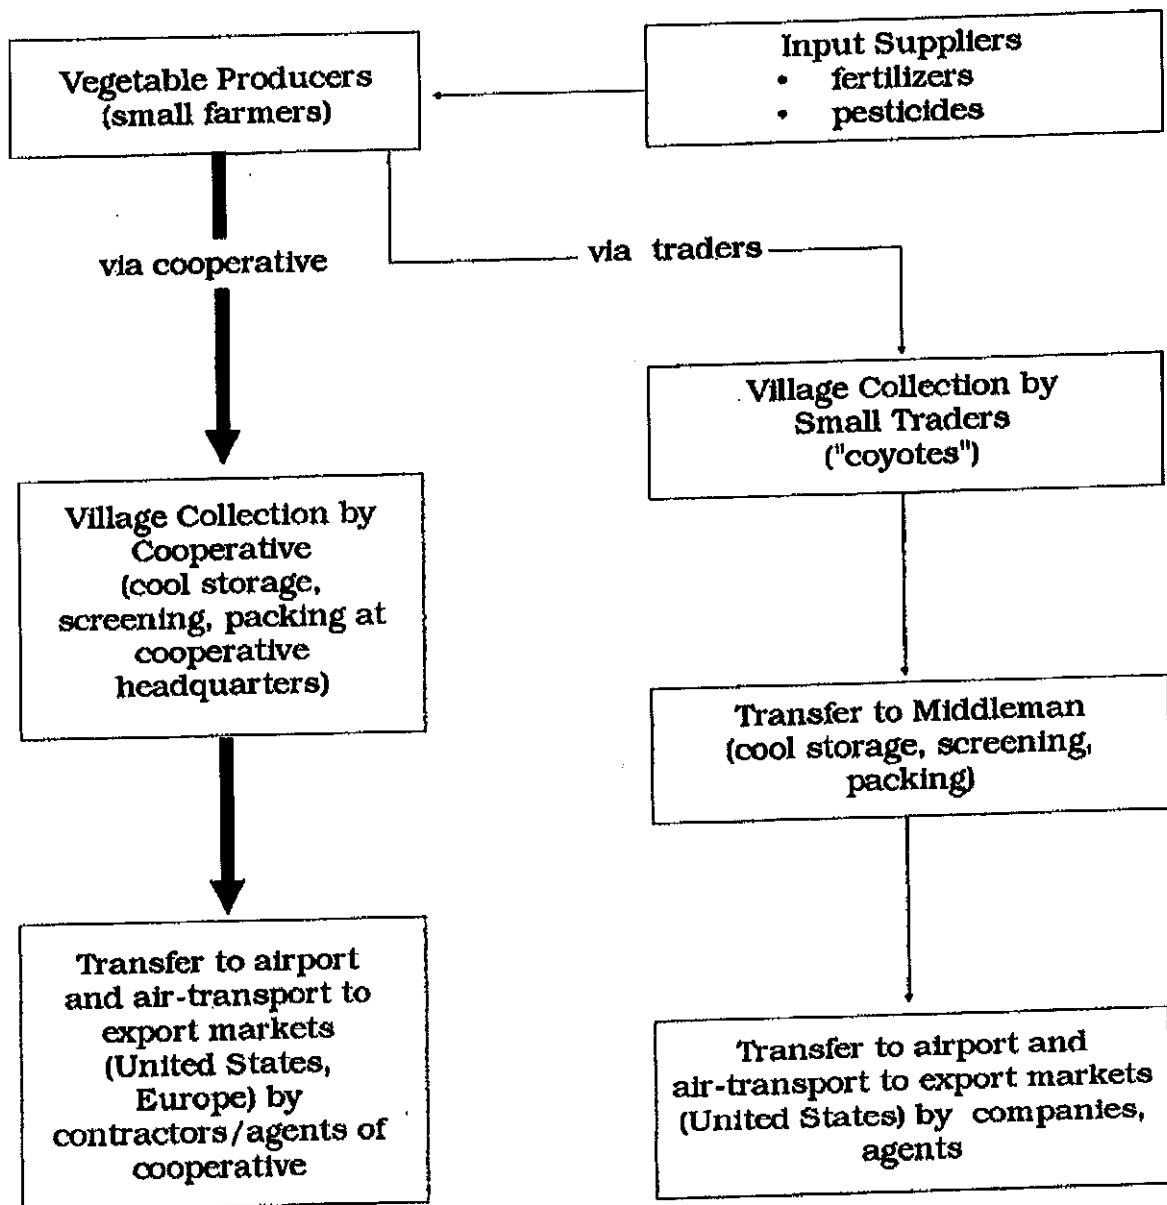 Vegetable Producers
(small farmers)
Input Suppliers
• fertilizers
• pesticides
via cooperative
via traders
Village Collection by
Small Traders
("coyotes")
Village Collection by
Cooperative
(cool storage,
screening, packing at
cooperative
headquarters)
Transfer to Middleman
(cool storage, screening,
packing)
Transfer to airport
and air-transport to
export markets
(United States,
Europe) by
contractors/agents of
cooperative
Transfer to airport and
air-transport to export markets
(United States) by companies,
agents